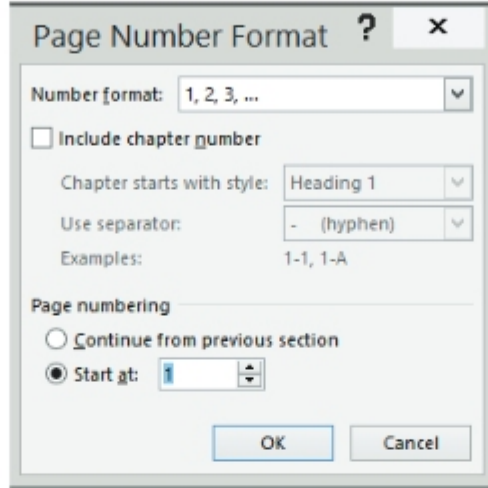 Page Number Format ? ×
Number format: 1, 2, 3, ...
Include chapter number
Chapter starts with style: Heading 1
Use separator: - (hyphen)
Examples: 1-1, 1-A
Page numbering
Continue from previous section
Start at: 1
OK Cancel